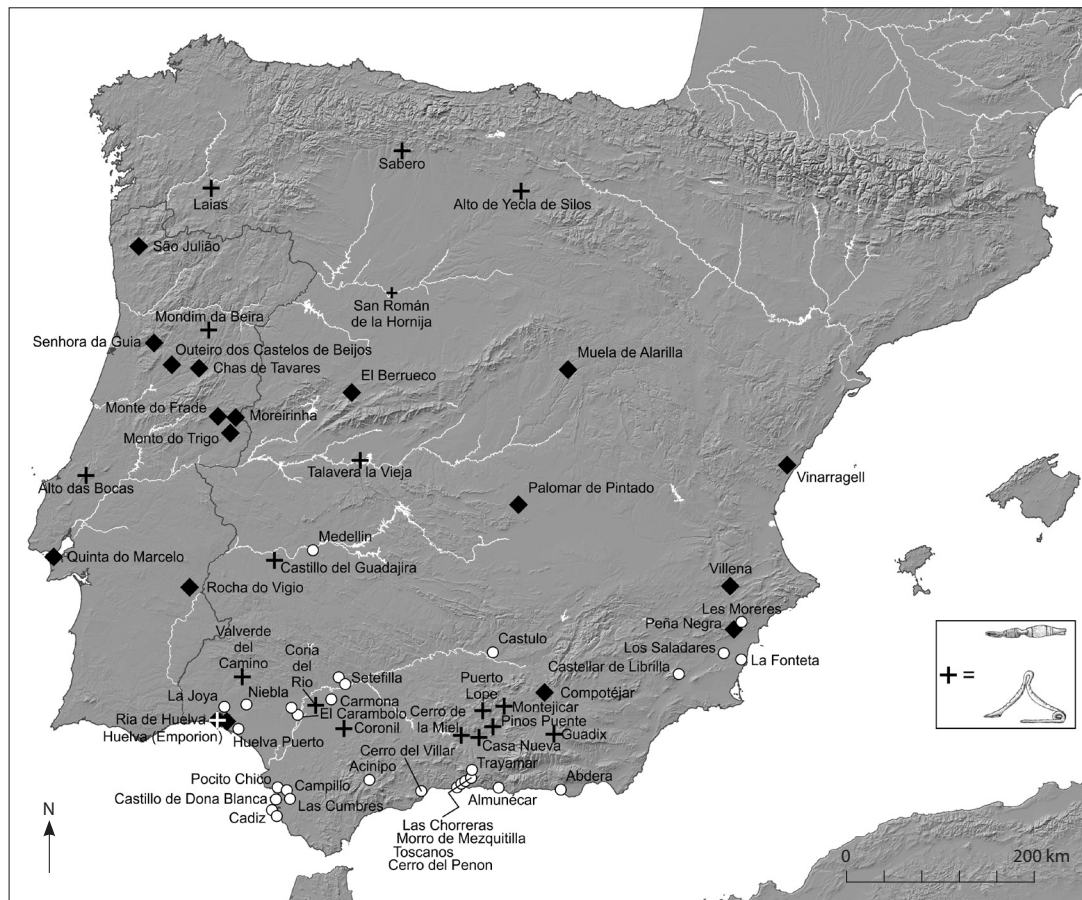 Sabero
Laias
Alto de Yecla de Silos
São Julião
San Román
de la Hornija
Mondim da Beira
Senhora da Guia
Outeiro dos Castelos de Beijos
Chas de Tavares
Muela de Alarilla
El Berrueco
Monte do Frade
Moreirinha
Monto do Trigo
Talavera la Vieja
Vinarragell
Alto das Bocas
Palomar de Pintado
Medellin
Quinta do Marcelo
Castillo del Guadajira
Villena
Rocha do Vigio
Les Moreres
Peña Negra
Valverde
del
Camino
Coria
del
Rio
Castulo
Los Saladares
La Fonteta
Castellar de Librilla
Setefilla
Puerto
Lope
Compotéjar
La Joya
Niebla
Carmona
Montejicar
El Carambolo
Cerro de
la Miel
Ria de Huelva
Pinos Puente
Coronil
Guadix
Huelva (Emporion)
Huelva Puerto
Casa Nueva
Cerro del Villar
Trayamar
Acinipo
Pocito Chico
Campillo
Abdera
Castillo de Dona Blanca
Las Cumbres
Almunécar
Cadiz
Las Chorreras
Morro de Mezquitilla
Toscanos
Cerro del Penon
N
+ =
0
200 km